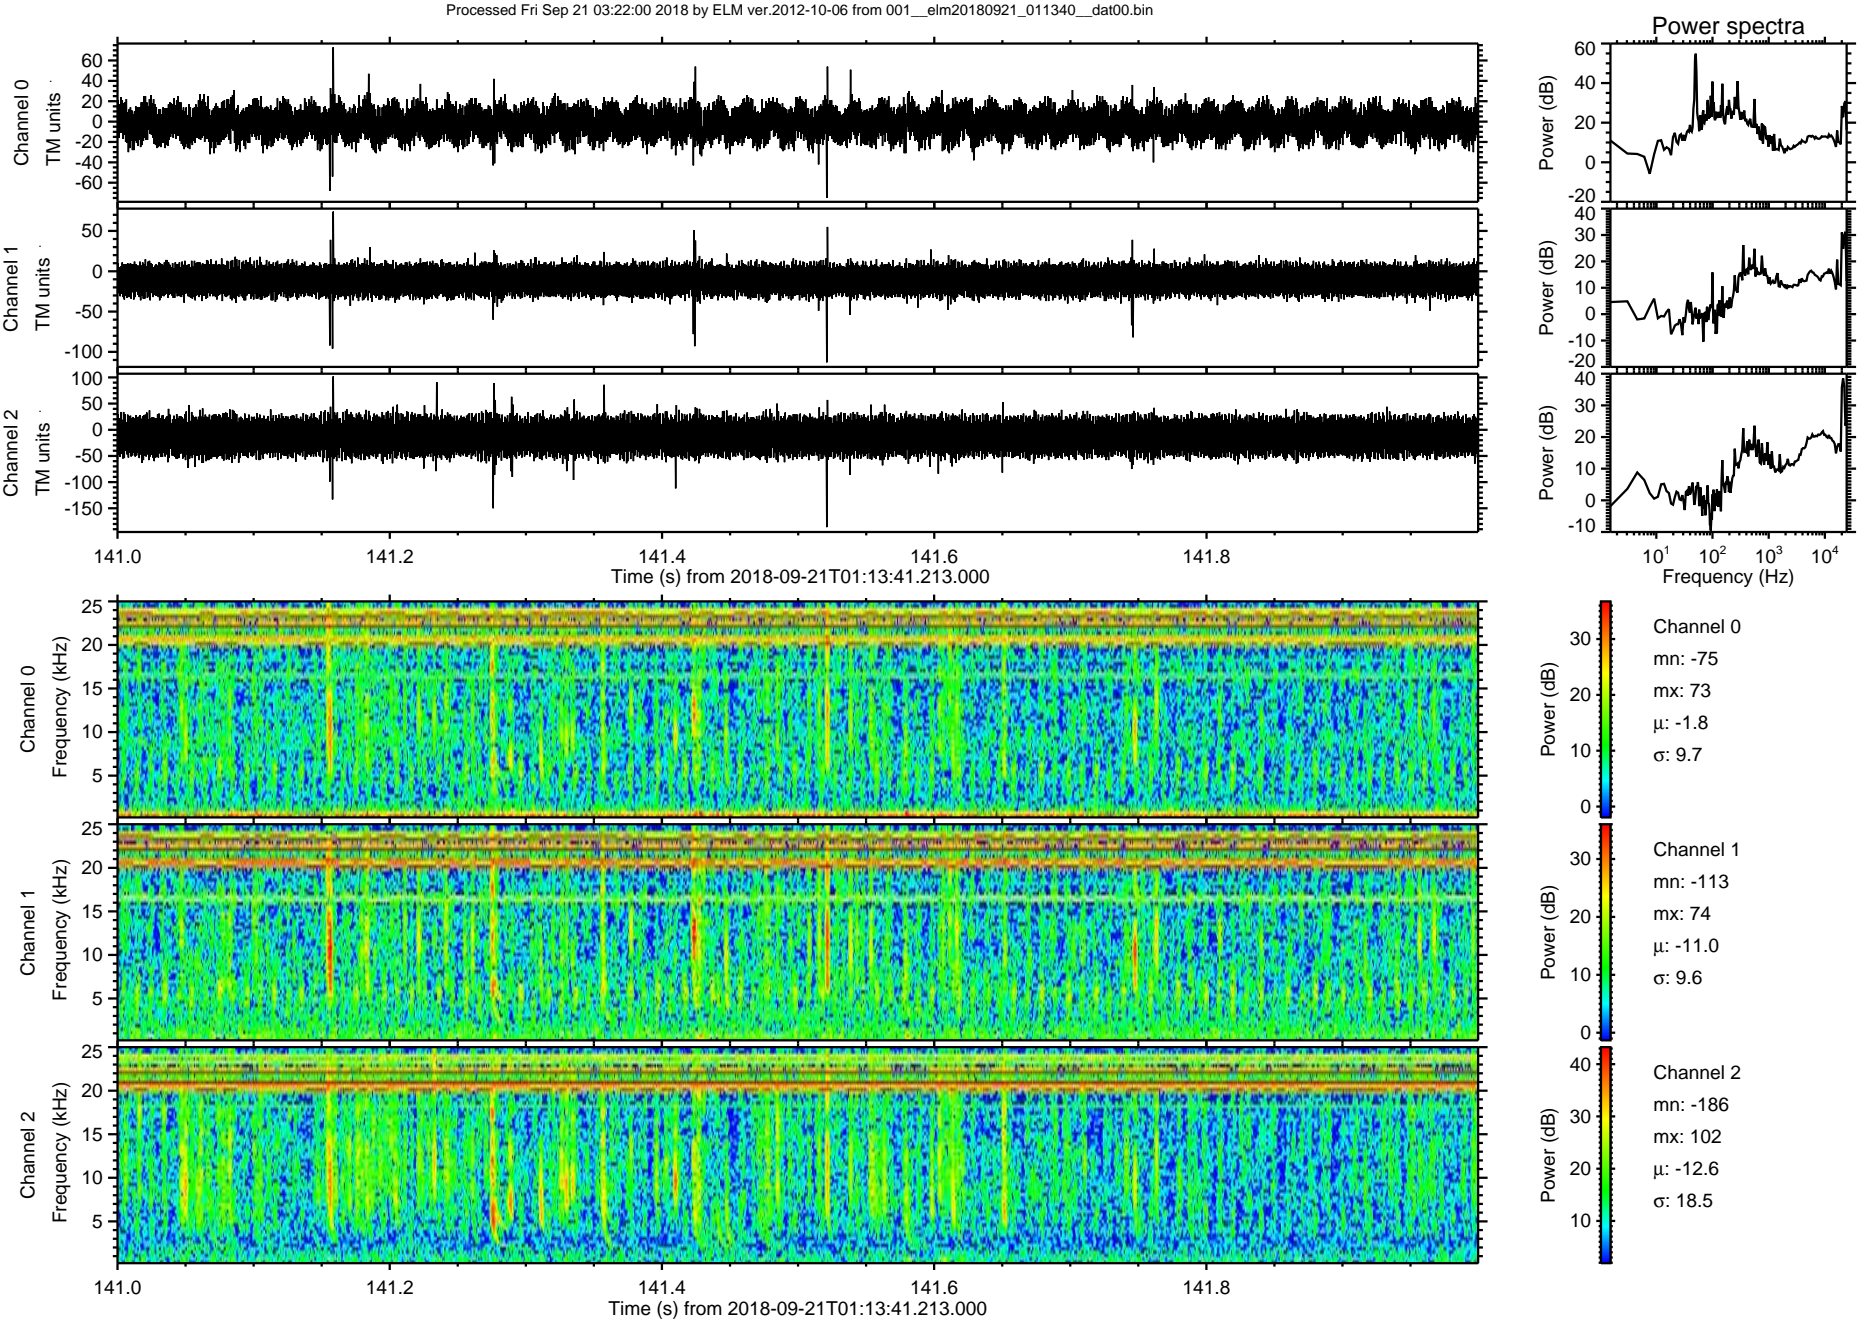 Processed Fri Sep 21 03:22:00 2018 by ELM ver.2012-10-06 from 001__elm20180921_011340__dat00.bin
Power spectra
Channel 0
TM units
60
40
20
0
-20
-40
-60
Power (dB)
60
40
20
0
-20
Channel 1
TM units
50
0
-50
-100
Power (dB)
40
30
20
10
0
-10
-20
Channel 2
TM units
100
50
0
-50
-100
-150
Power (dB)
40
30
20
10
0
-10
141.0 141.2 141.4 141.6 141.8
Time (s) from 2018-09-21T01:13:41.213.000
10^1 10^2 10^3 10^4
Frequency (Hz)
Channel 0
Frequency (kHz)
25
20
15
10
5
Power (dB)
30
20
10
0
Channel 0
mn: -75
mx: 73
μ: -1.8
σ: 9.7
Channel 1
Frequency (kHz)
25
20
15
10
5
Power (dB)
30
20
10
0
Channel 1
mn: -113
mx: 74
μ: -11.0
σ: 9.6
Channel 2
Frequency (kHz)
25
20
15
10
5
Power (dB)
40
30
20
10
Channel 2
mn: -186
mx: 102
μ: -12.6
σ: 18.5
141.0 141.2 141.4 141.6 141.8
Time (s) from 2018-09-21T01:13:41.213.000